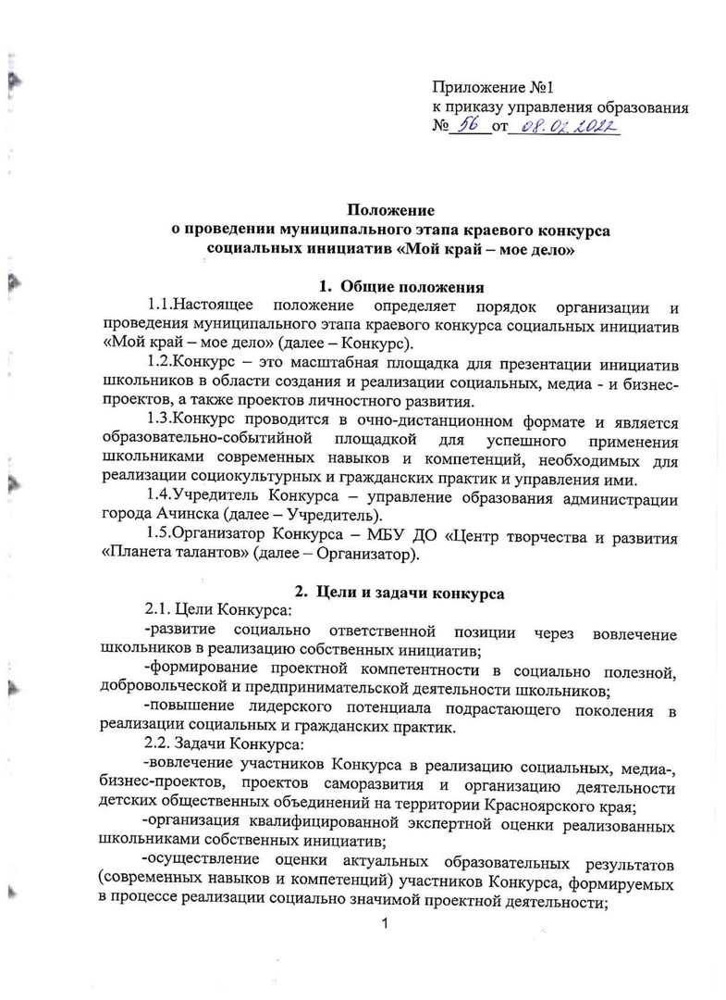 Приложение №1
к приказу управления образования
№ 56 от 08.02.2022
Положение
о проведении муниципального этапа краевого конкурса
социальных инициатив «Мой край – мое дело»
1. Общие положения
1.1.Настоящее положение определяет порядок организации и
проведения муниципального этапа краевого конкурса социальных инициатив
«Мой край – мое дело» (далее – Конкурс).
1.2.Конкурс – это масштабная площадка для презентации инициатив
школьников в области создания и реализации социальных, медиа - и бизнес-
проектов, а также проектов личностного развития.
1.3.Конкурс проводится в очно-дистанционном формате и является
образовательно-событийной площадкой для успешного применения
школьниками современных навыков и компетенций, необходимых для
реализации социокультурных и гражданских практик и управления ими.
1.4.Учредитель Конкурса – управление образования администрации
города Ачинска (далее – Учредитель).
1.5.Организатор Конкурса – МБУ ДО «Центр творчества и развития
«Планета талантов» (далее – Организатор).
2. Цели и задачи конкурса
2.1. Цели Конкурса:
-развитие социально ответственной позиции через вовлечение
школьников в реализацию собственных инициатив;
-формирование проектной компетентности в социально полезной,
добровольческой и предпринимательской деятельности школьников;
-повышение лидерского потенциала подрастающего поколения в
реализации социальных и гражданских практик.
2.2. Задачи Конкурса:
-вовлечение участников Конкурса в реализацию социальных, медиа-,
бизнес-проектов, проектов саморазвития и организацию деятельности
детских общественных объединений на территории Красноярского края;
-организация квалифицированной экспертной оценки реализованных
школьниками собственных инициатив;
-осуществление оценки актуальных образовательных результатов
(современных навыков и компетенций) участников Конкурса, формируемых
в процессе реализации социально значимой проектной деятельности;
1